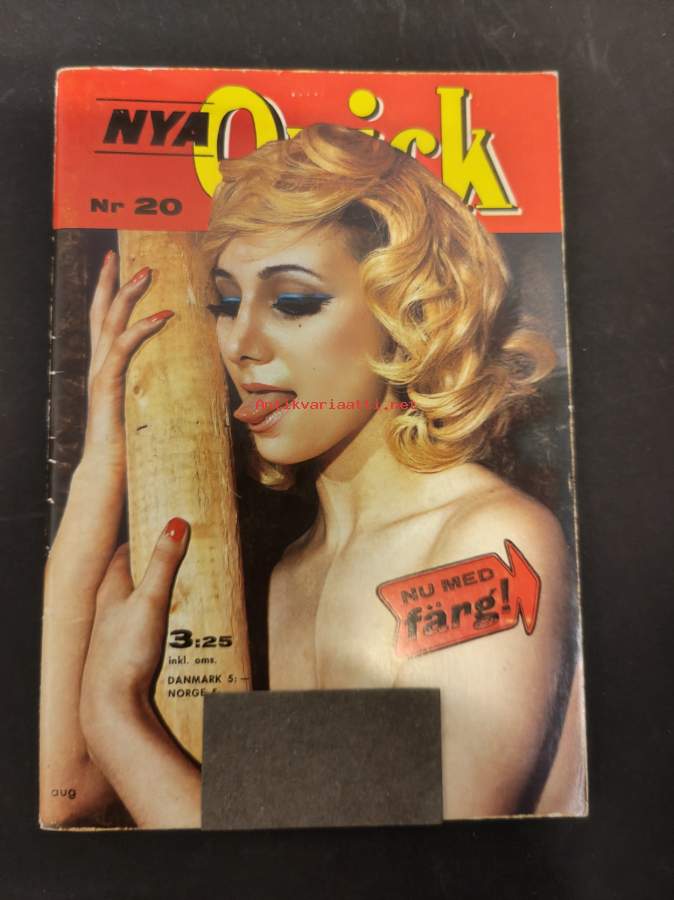 NYA Quick
Nr 20
Antikvariaatti.net
NU MED
färg!
3:25
inkl. oms.
DANMARK 5:-
NORGE
aug